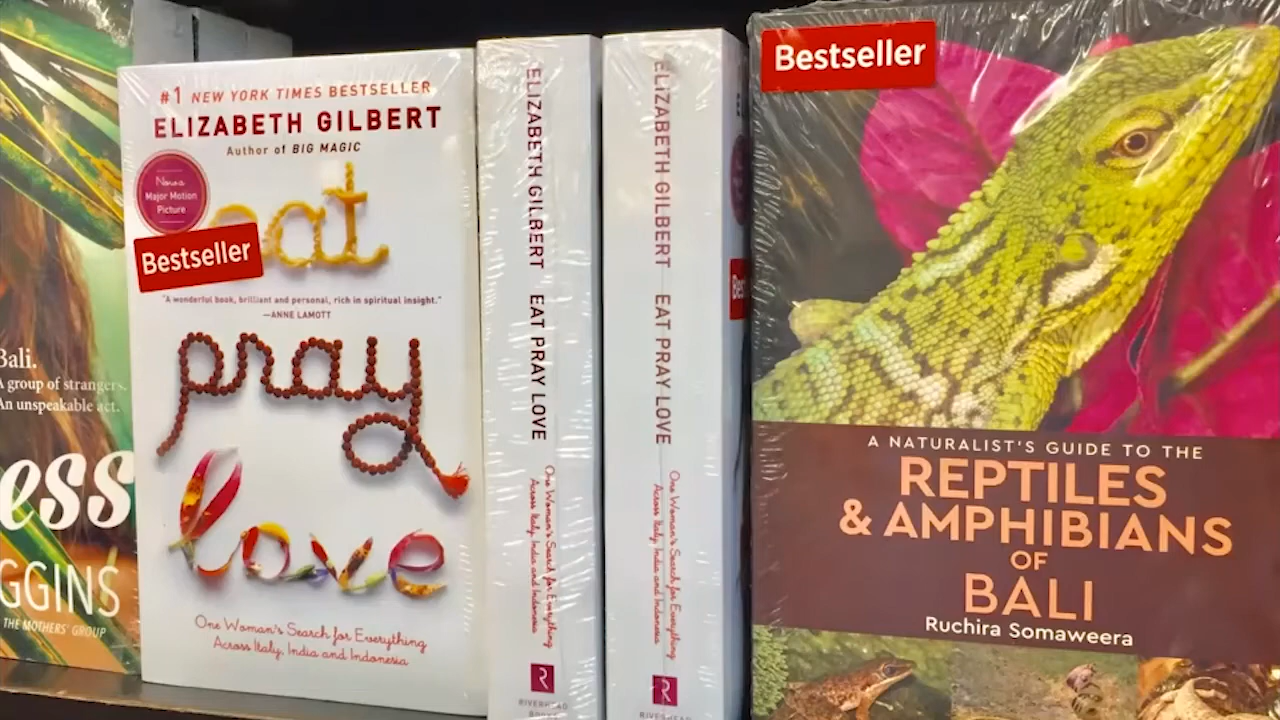 Bali.
A group of strangers.
An unspeakable act.
ess
GGINS
THE MOTHERS' GROUP
#1 NEW YORK TIMES BESTSELLER
ELIZABETH GILBERT
Author of BIG MAGIC
Now a
Major Motion
Picture
eat
Bestseller
"A wonderful book, brilliant and personal, rich in spiritual insight."
—ANNE LAMOTT
pray
love
One Woman's Search for Everything
Across Italy, India and Indonesia
ELIZABETH GILBERT EAT PRAY LOVE
One Woman's Search for Everything
Across Italy, India and Indonesia
R
RIVERHEAD
BOOKS
ELIZABETH GILBERT EAT PRAY LOVE
One Woman's Search for Everything
Across Italy, India and Indonesia
R
RIVERHEAD
Bes
Bestseller
A NATURALIST'S GUIDE TO THE
REPTILES
& AMPHIBIANS
OF
BALI
Ruchira Somaweera